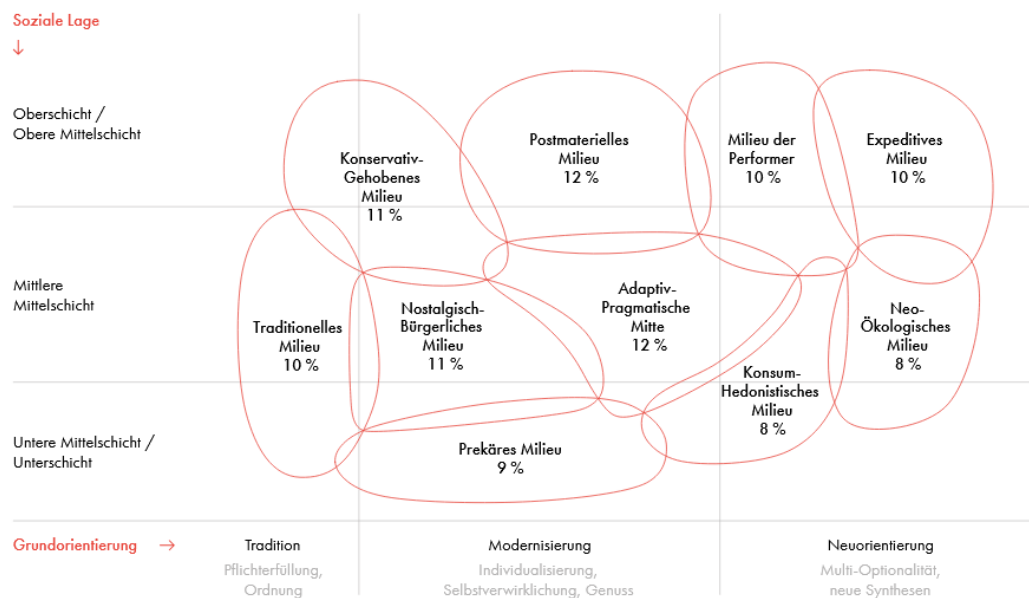 Soziale Lage
↓
Oberschicht /
Obere Mittelschicht
Konservativ-
Gehobenes
Milieu
11 %
Postmaterielles
Milieu
12 %
Milieu der
Performer
10 %
Expeditives
Milieu
10 %
Mittlere
Mittelschicht
Traditionelles
Milieu
10 %
Nostalgisch-
Bürgerliches
Milieu
11 %
Adaptiv-
Pragmatische
Mitte
12 %
Konsum-
Hedonistisches
Milieu
8 %
Neo-
Ökologisches
Milieu
8 %
Untere Mittelschicht /
Unterschicht
Prekäres Milieu
9 %
Grundorientierung →
Tradition
Pflichterfüllung,
Ordnung
Modernisierung
Individualisierung,
Selbstverwirklichung, Genuss
Neuorientierung
Multi-Optionalität,
neue Synthesen